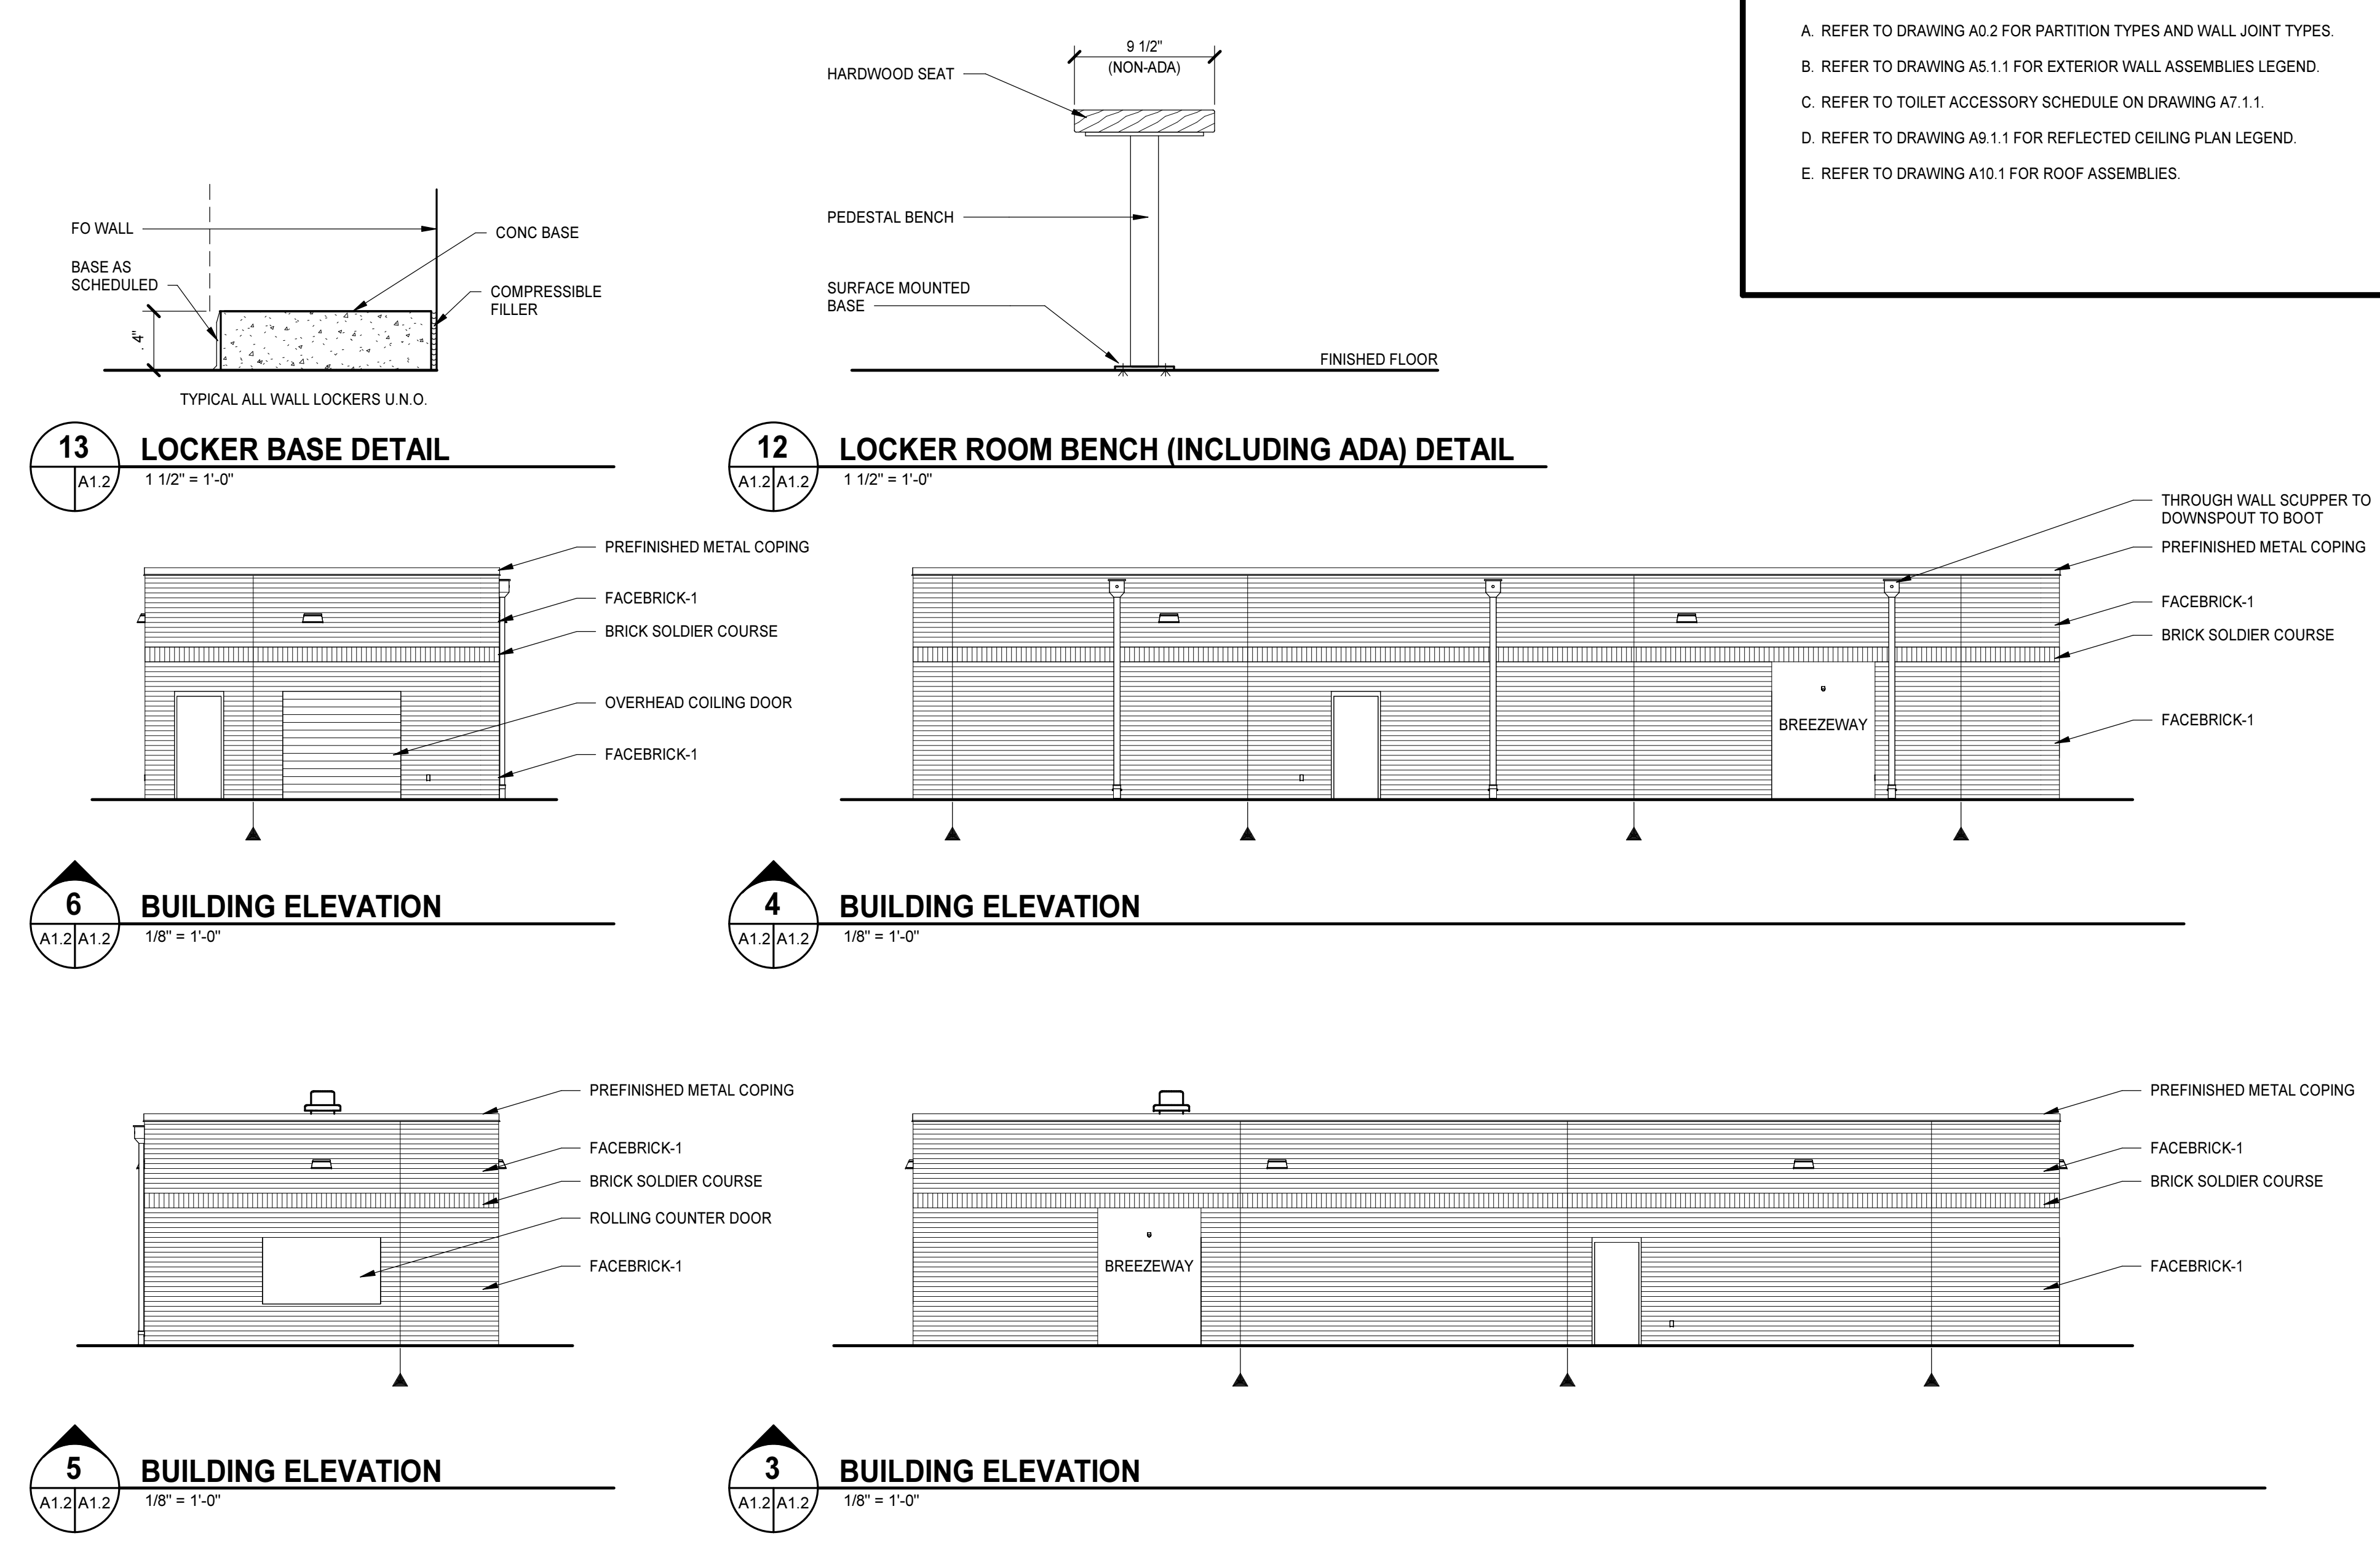 A. REFER TO DRAWING A0.2 FOR PARTITION TYPES AND WALL JOINT TYPES.
B. REFER TO DRAWING A5.1.1 FOR EXTERIOR WALL ASSEMBLIES LEGEND.
C. REFER TO TOILET ACCESSORY SCHEDULE ON DRAWING A7.1.1.
D. REFER TO DRAWING A9.1.1 FOR REFLECTED CEILING PLAN LEGEND.
E. REFER TO DRAWING A10.1 FOR ROOF ASSEMBLIES.
FO WALL
BASE AS
SCHEDULED
4"
CONC BASE
COMPRESSIBLE
FILLER
TYPICAL ALL WALL LOCKERS U.N.O.
13
A1.2
LOCKER BASE DETAIL
1 1/2" = 1'-0"
9 1/2"
(NON-ADA)
HARDWOOD SEAT
PEDESTAL BENCH
SURFACE MOUNTED
BASE
FINISHED FLOOR
12
A1.2 A1.2
LOCKER ROOM BENCH (INCLUDING ADA) DETAIL
1 1/2" = 1'-0"
PREFINISHED METAL COPING
FACEBRICK-1
BRICK SOLDIER COURSE
OVERHEAD COILING DOOR
FACEBRICK-1
6
A1.2 A1.2
BUILDING ELEVATION
1/8" = 1'-0"
THROUGH WALL SCUPPER TO
DOWNSPOUT TO BOOT
PREFINISHED METAL COPING
FACEBRICK-1
BRICK SOLDIER COURSE
BREEZEWAY
FACEBRICK-1
4
A1.2 A1.2
BUILDING ELEVATION
1/8" = 1'-0"
PREFINISHED METAL COPING
FACEBRICK-1
BRICK SOLDIER COURSE
ROLLING COUNTER DOOR
FACEBRICK-1
5
A1.2 A1.2
BUILDING ELEVATION
1/8" = 1'-0"
PREFINISHED METAL COPING
FACEBRICK-1
BRICK SOLDIER COURSE
BREEZEWAY
FACEBRICK-1
3
A1.2 A1.2
BUILDING ELEVATION
1/8" = 1'-0"